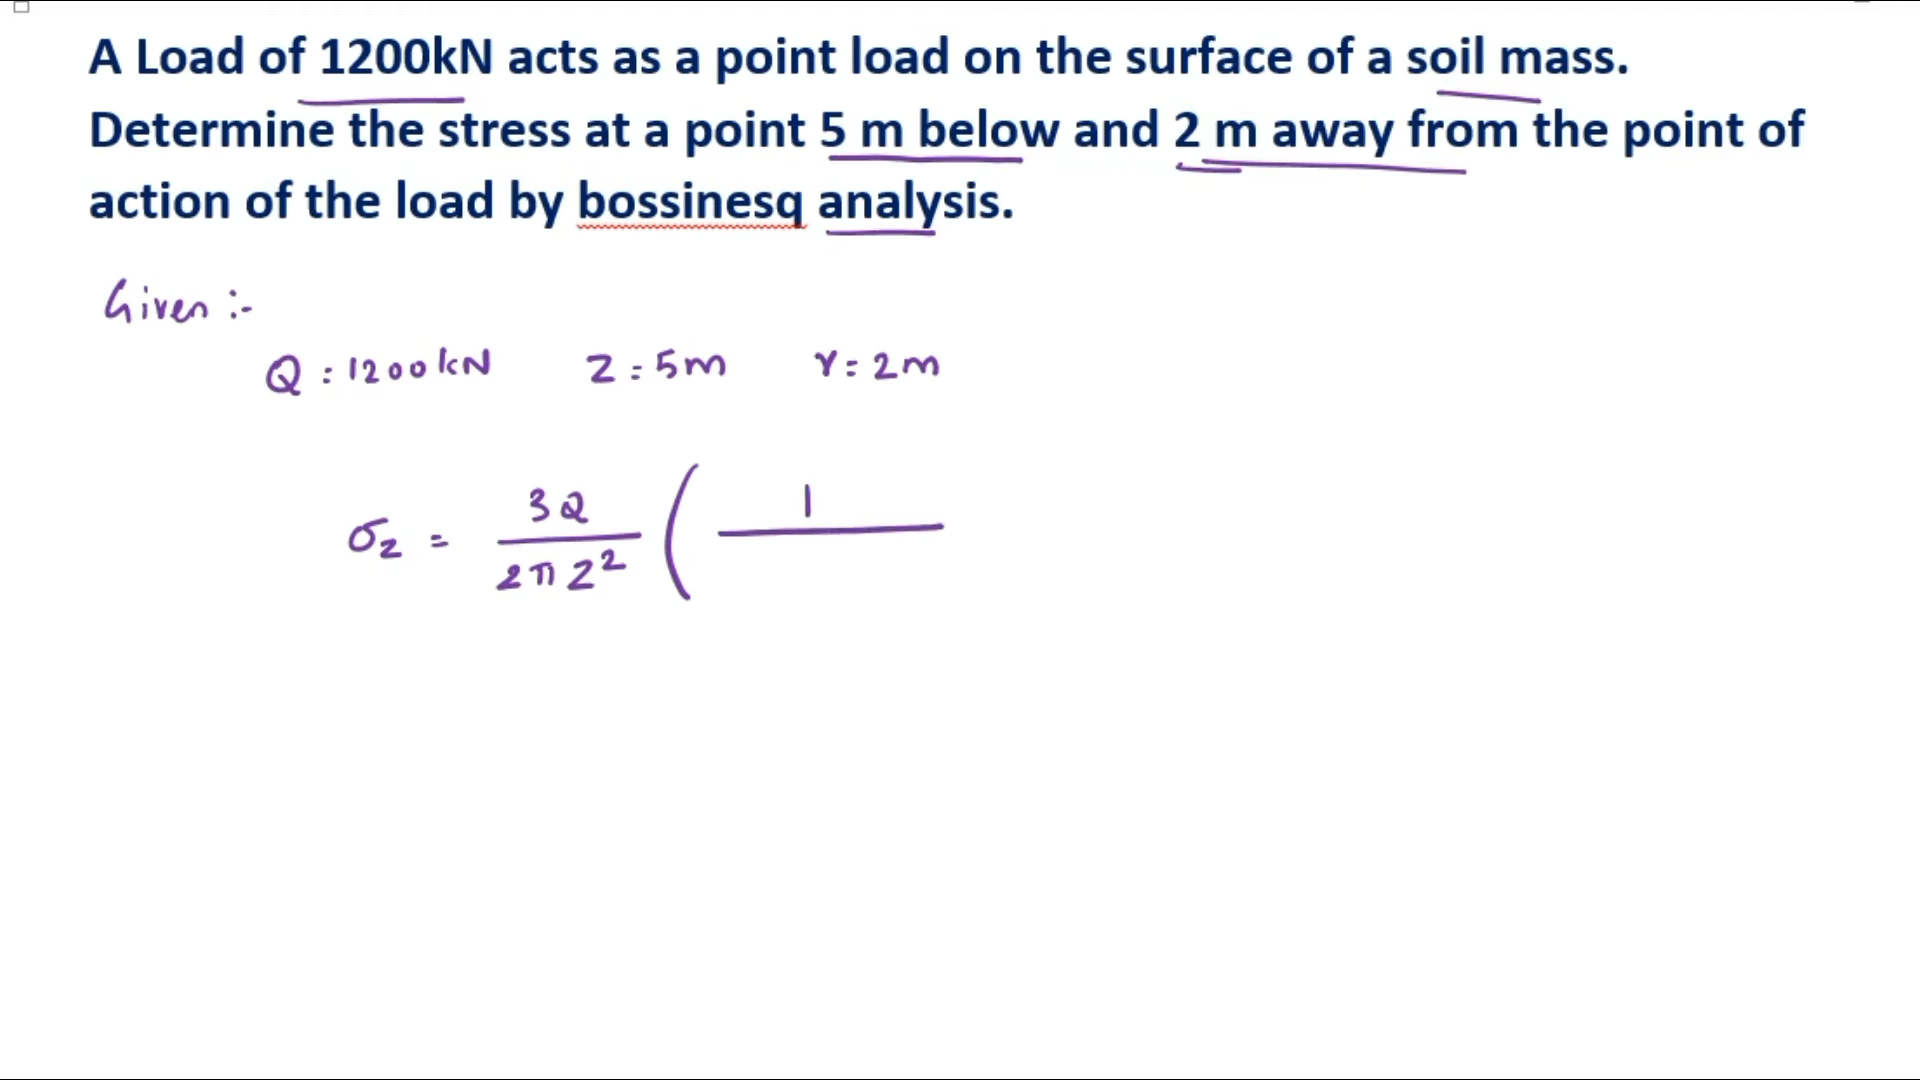 A Load of 1200kN acts as a point load on the surface of a soil mass.
Determine the stress at a point 5 m below and 2 m away from the point of
action of the load by bossinesq analysis.
Given :-
Q : 1200 kN   Z = 5m   r = 2m
σz = 3Q / 2π Z² ( 1 /